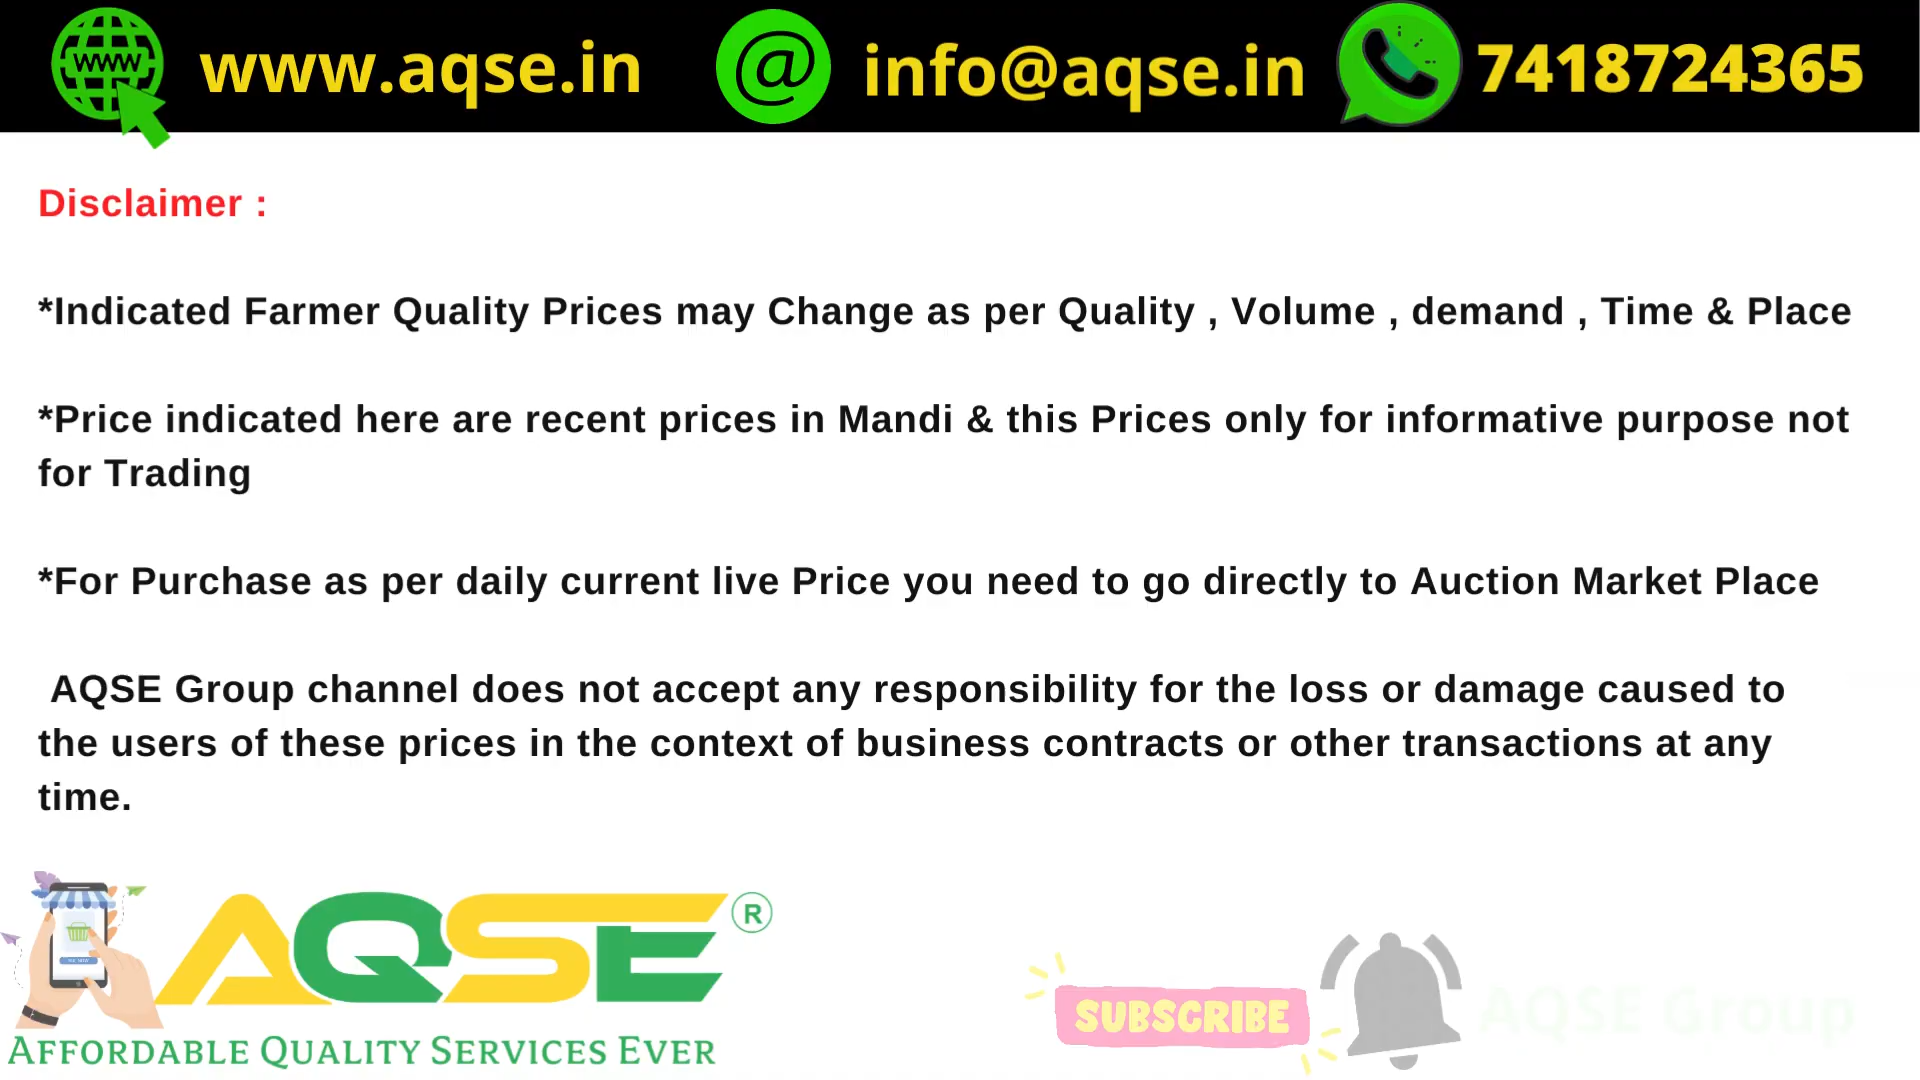 www.aqse.in
info@aqse.in
7418724365
Disclaimer :
*Indicated Farmer Quality Prices may Change as per Quality , Volume , demand , Time & Place
*Price indicated here are recent prices in Mandi & this Prices only for informative purpose not
for Trading
*For Purchase as per daily current live Price you need to go directly to Auction Market Place
AQSE Group channel does not accept any responsibility for the loss or damage caused to
the users of these prices in the context of business contracts or other transactions at any
time.
WWW
@
AQSE ®
AFFORDABLE QUALITY SERVICES EVER
SUBSCRIBE
AQSE Group